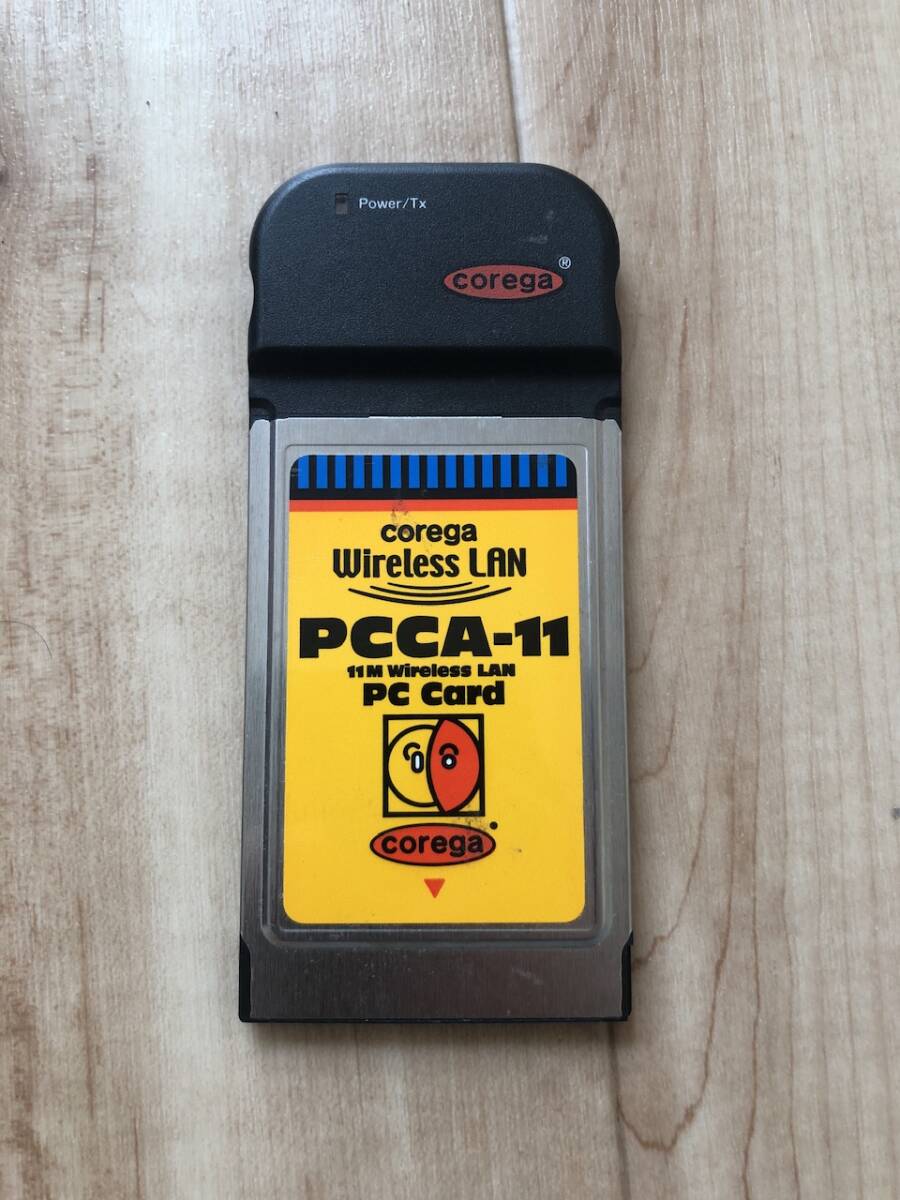 Power/Tx
corega®
corega
Wireless LAN
PCCA-11
11M Wireless LAN
PC Card
corega